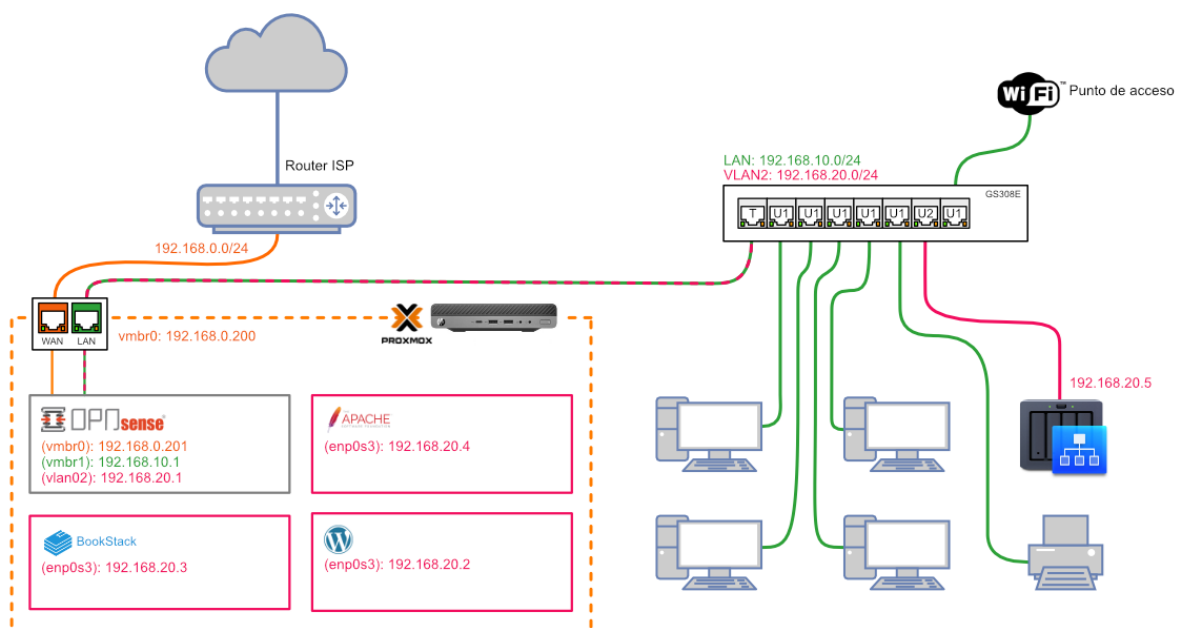 Router ISP
192.168.0.0/24
WiFi™ Punto de acceso
LAN: 192.168.10.0/24
VLAN2: 192.168.20.0/24
GS308E
T U1 U1 U1 U1 U1 U2 U1
WAN LAN
vmbr0: 192.168.0.200
PROXMOX
OPNsense
(vmbr0): 192.168.0.201
(vmbr1): 192.168.10.1
(vlan02): 192.168.20.1
APACHE
(enp0s3): 192.168.20.4
BookStack
(enp0s3): 192.168.20.3
(enp0s3): 192.168.20.2
192.168.20.5